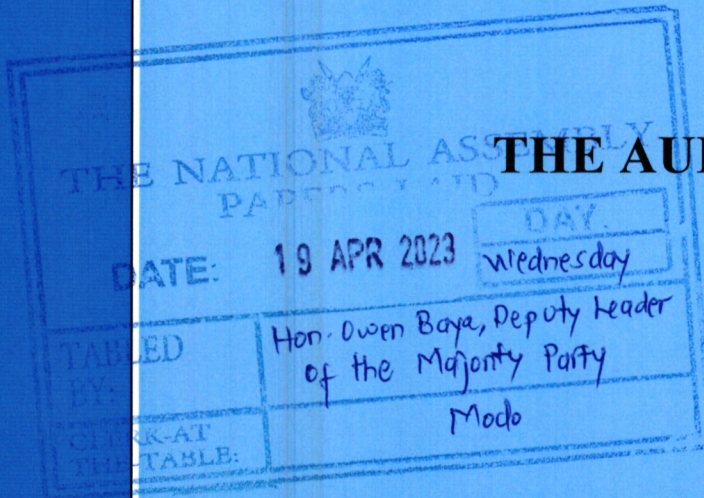 THE NATIONAL ASSEMBLY
THE AU
PAPERS LAID
DAY.
DATE: 19 APR 2023 Wednesday
TABLED BY:
Hon. Owen Baya, Deputy Leader
of the Majority Party
CLERK-AT THE-TABLE:
Modo